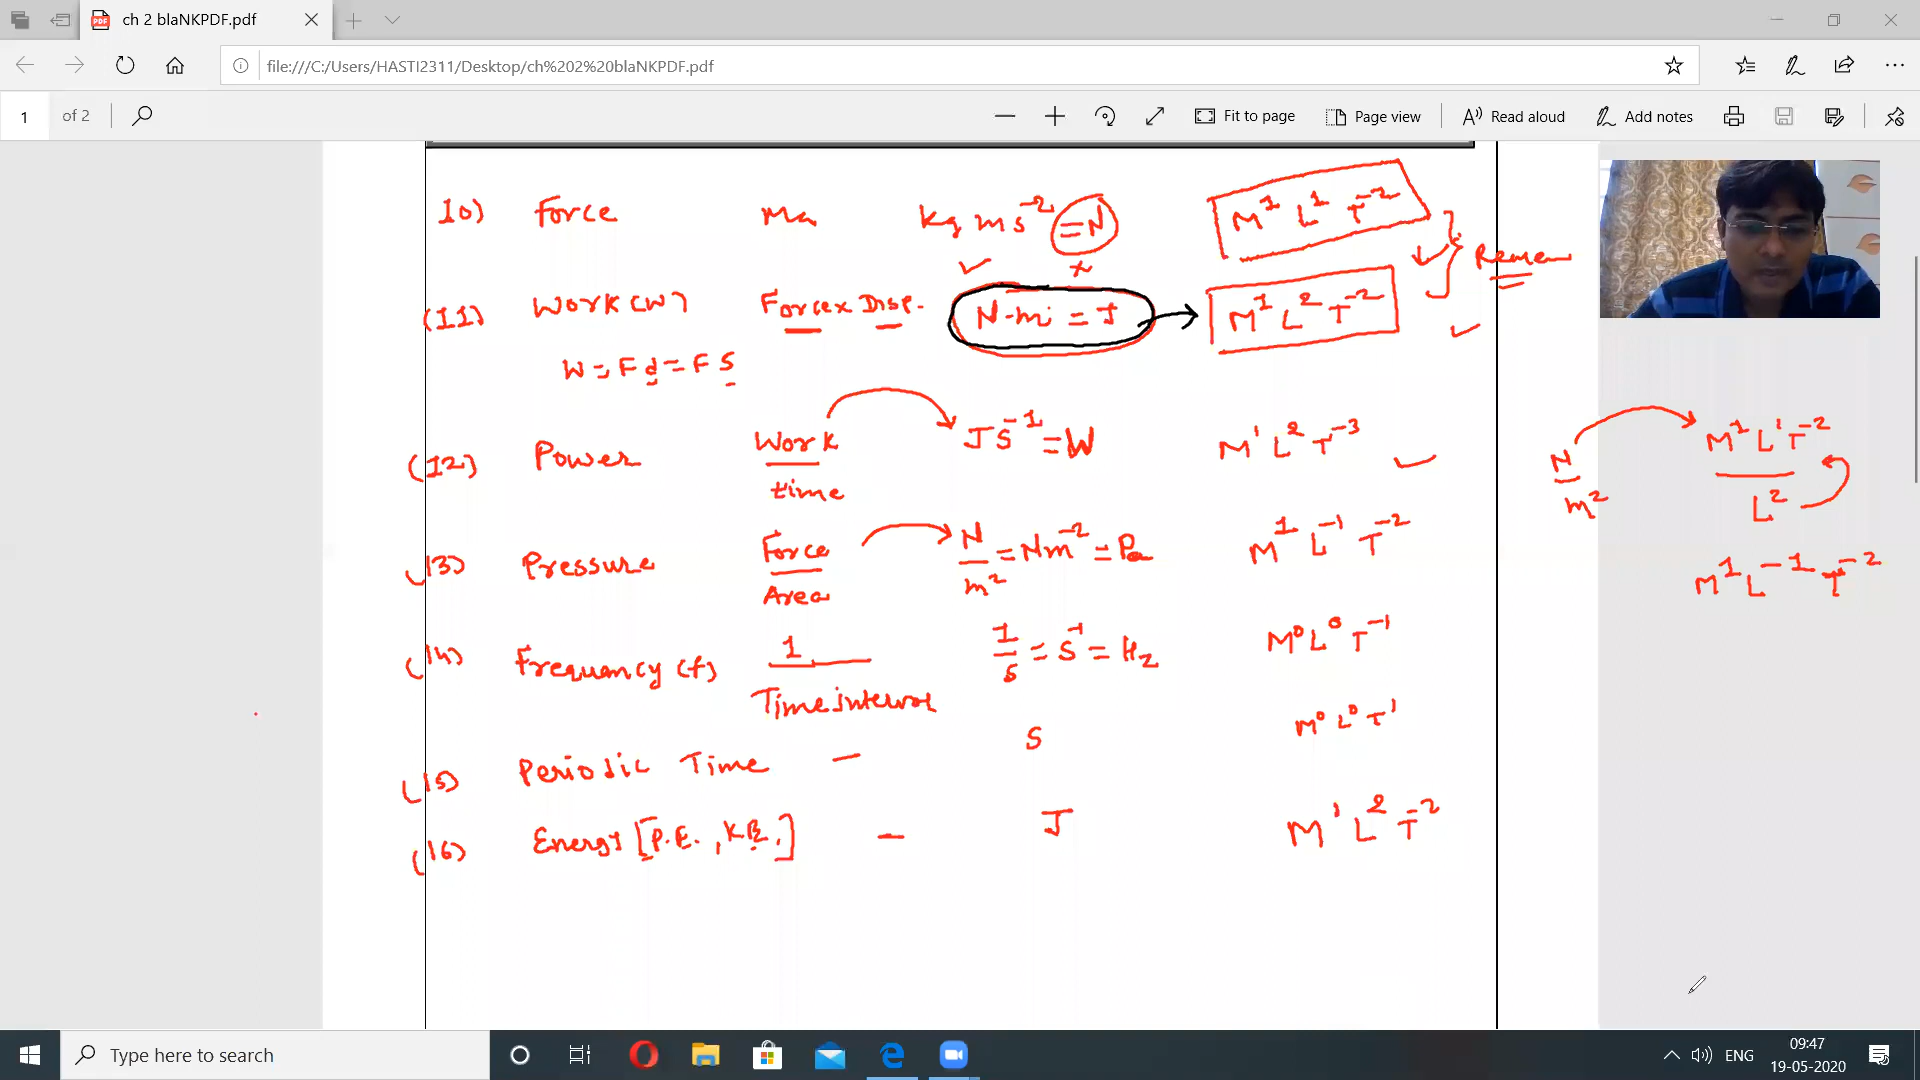 ch 2 blaNKPDF.pdf
file:///C:/Users/HASTI2311/Desktop/ch%202%20blaNKPDF.pdf
1 of 2 Fit to page Page view Read aloud Add notes
10) Force Ma kg m s⁻² = N M¹ L¹ T⁻²
(11) Work (W) Force x Disp. N-m = J → M¹ L² T⁻²
W = Fd = FS
(12) Power Work J S⁻¹ = W M¹ L² T⁻³
time
(13) Pressure Force N = Nm⁻² = Pa M¹ L⁻¹ T⁻²
Area m²
(14) Frequency (f) 1 1 = S⁻¹ = Hz M⁰ L⁰ T⁻¹
Time interval s
(15) Periodic Time – S M⁰ L⁰ T¹
(16) Energy [P.E., K.E.] – J M¹ L² T⁻²
N M¹ L¹ T⁻²
m² L²
M¹ L⁻¹ T⁻²
Type here to search
ENG
09:47
19-05-2020